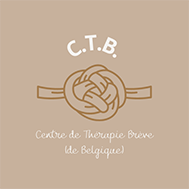 C.T.B.
Centre de Thérapie Brève
(de Belgique)